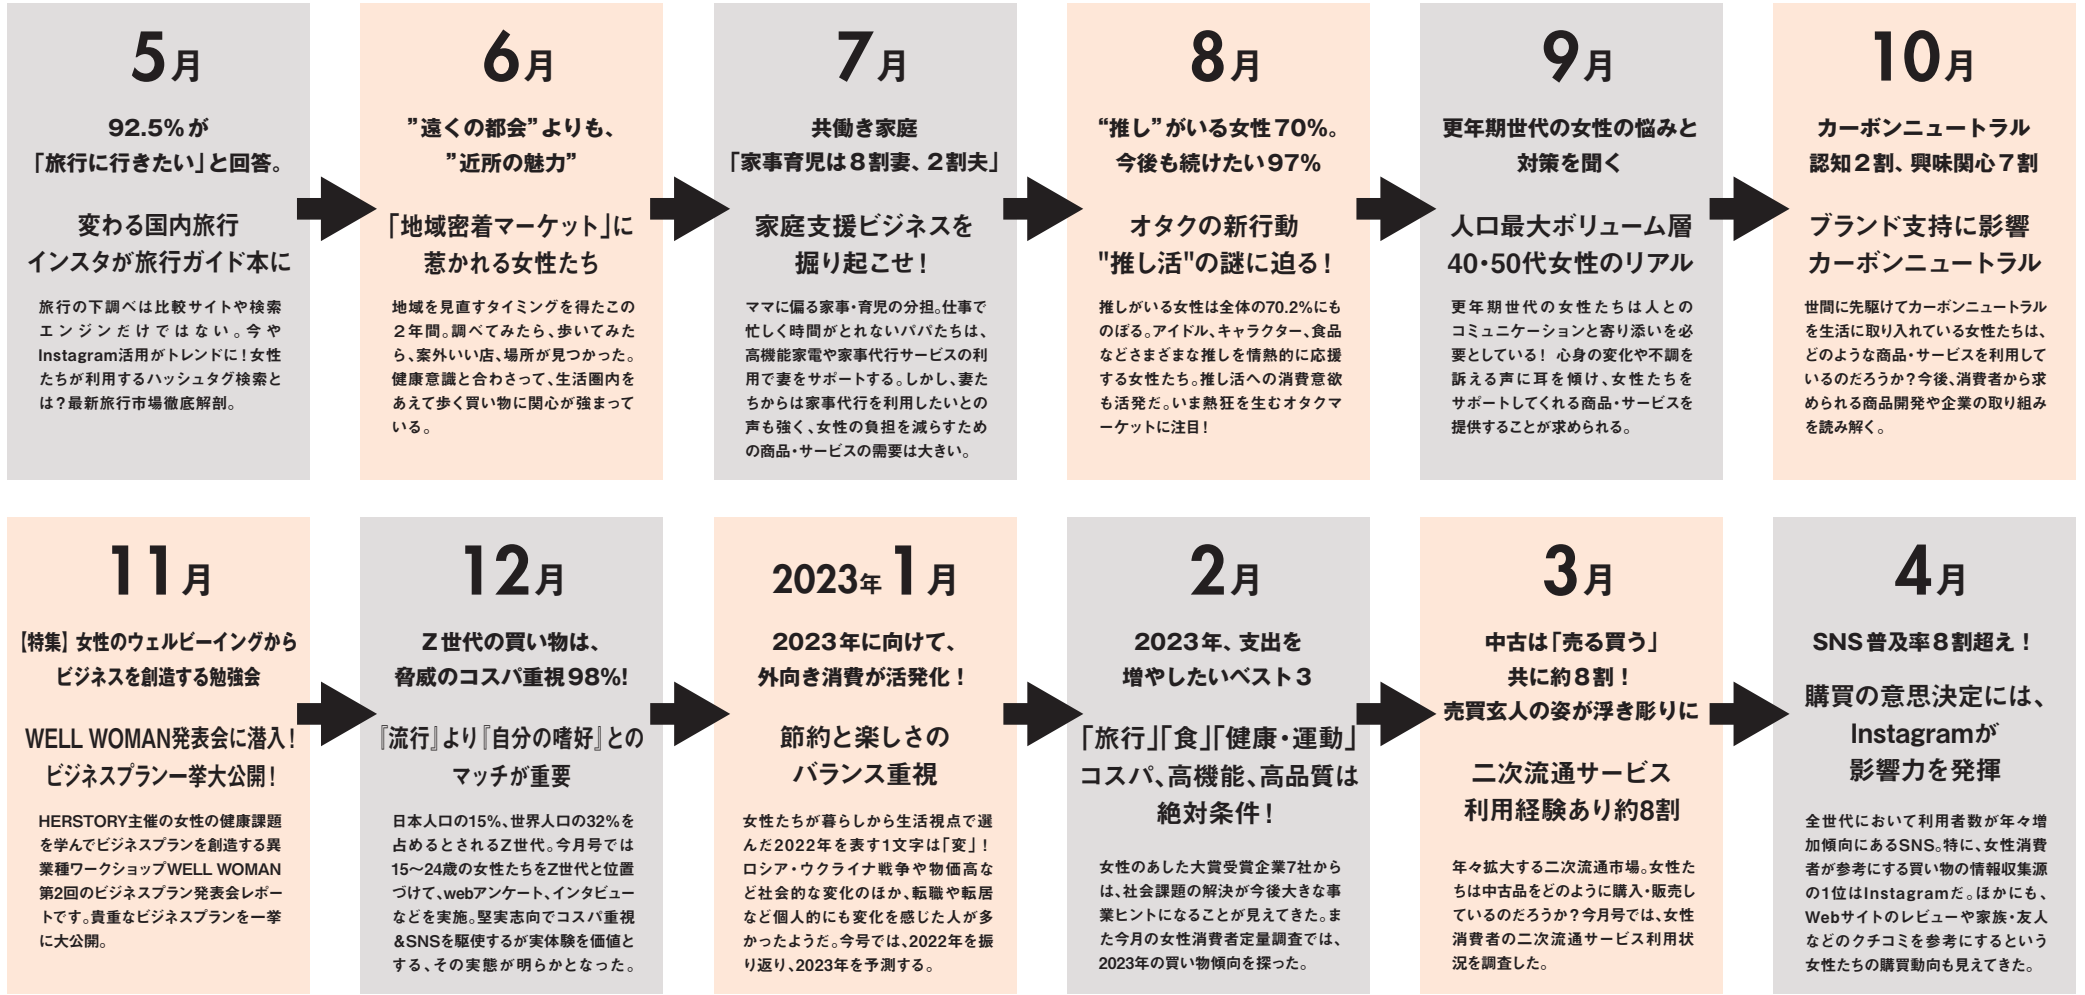 5月
92.5%が
「旅行に行きたい」と回答。
変わる国内旅行
インスタが旅行ガイド本に
旅行の下調べは比較サイトや検索
エンジンだけではない。今や
Instagram活用がトレンドに！女性
たちが利用するハッシュタグ検索と
は？最新旅行市場徹底解剖。
6月
”遠くの都会”よりも、
”近所の魅力”
「地域密着マーケット」に
惹かれる女性たち
地域を見直すタイミングを得たこの
２年間。調べてみたら、歩いてみた
ら、案外いい店、場所が見つかった。
健康意識と合わさって、生活圏内を
あえて歩く買い物に関心が強まって
いる。
7月
共働き家庭
「家事育児は８割妻、２割夫」
家庭支援ビジネスを
掘り起こせ！
ママに偏る家事・育児の分担。仕事で
忙しく時間がとれないパパたちは、
高機能家電や家事代行サービスの利
用で妻をサポートする。しかし、妻た
ちからは家事代行を利用したいとの
声も強く、女性の負担を減らすため
の商品・サービスの需要は大きい。
8月
“推し”がいる女性70%。
今後も続けたい97%
オタクの新行動
"推し活"の謎に迫る！
推しがいる女性は全体の70.2%にも
のぼる。アイドル、キャラクター、食品
などさまざまな推しを情熱的に応援
する女性たち。推し活への消費意欲
も活発だ。いま熱狂を生むオタクマ
ーケットに注目！
9月
更年期世代の女性の悩みと
対策を聞く
人口最大ボリューム層
40・50代女性のリアル
更年期世代の女性たちは人との
コミュニケーションと寄り添いを必
要としている！ 心身の変化や不調を
訴える声に耳を傾け、女性たちを
サポートしてくれる商品・サービスを
提供することが求められる。
10月
カーボンニュートラル
認知２割、興味関心７割
ブランド支持に影響
カーボンニュートラル
世間に先駆けてカーボンニュートラル
を生活に取り入れている女性たちは、
どのような商品・サービスを利用して
いるのだろうか？今後、消費者から求
められる商品開発や企業の取り組み
を読み解く。
11月
【特集】女性のウェルビーイングから
ビジネスを創造する勉強会
WELL WOMAN発表会に潜入！
ビジネスプラン一挙大公開！
HERSTORY主催の女性の健康課題
を学んでビジネスプランを創造する異
業種ワークショップWELL WOMAN
第2回のビジネスプラン発表会レポー
トです。貴重なビジネスプランを一挙
に大公開。
12月
Ｚ世代の買い物は、
脅威のコスパ重視98%!
『流行』より『自分の嗜好』との
マッチが重要
日本人口の15%、世界人口の32%を
占めるとされるZ世代。今月号では
15〜24歳の女性たちをZ世代と位置
づけて、webアンケート、インタビュー
などを実施。堅実志向でコスパ重視
＆SNSを駆使するが実体験を価値と
する、その実態が明らかとなった。
2023年 1月
2023年に向けて、
外向き消費が活発化！
節約と楽しさの
バランス重視
女性たちが暮らしから生活視点で選
んだ2022年を表す1文字は「変」！
ロシア・ウクライナ戦争や物価高な
ど社会的な変化のほか、転職や転居
など個人的にも変化を感じた人が多
かったようだ。今号では、2022年を振
り返り、2023年を予測する。
2月
2023年、支出を
増やしたいベスト３
「旅行」「食」「健康・運動」
コスパ、高機能、高品質は
絶対条件！
女性のあした大賞受賞企業7社から
は、社会課題の解決が今後大きな事
業ヒントになることが見えてきた。ま
た今月の女性消費者定量調査では、
2023年の買い物傾向を探った。
3月
中古は「売る買う」
共に約８割！
売買玄人の姿が浮き彫りに
二次流通サービス
利用経験あり約8割
年々拡大する二次流通市場。女性た
ちは中古品をどのように購入・販売し
ているのだろうか？今月号では、女性
消費者の二次流通サービス利用状
況を調査した。
4月
SNS普及率８割超え！
購買の意思決定には、
Instagramが
影響力を発揮
全世代において利用者数が年々増
加傾向にあるSNS。特に、女性消費
者が参考にする買い物の情報収集源
の1位はInstagramだ。ほかにも、
Webサイトのレビューや家族・友人
などのクチコミを参考にするという
女性たちの購買動向も見えてきた。